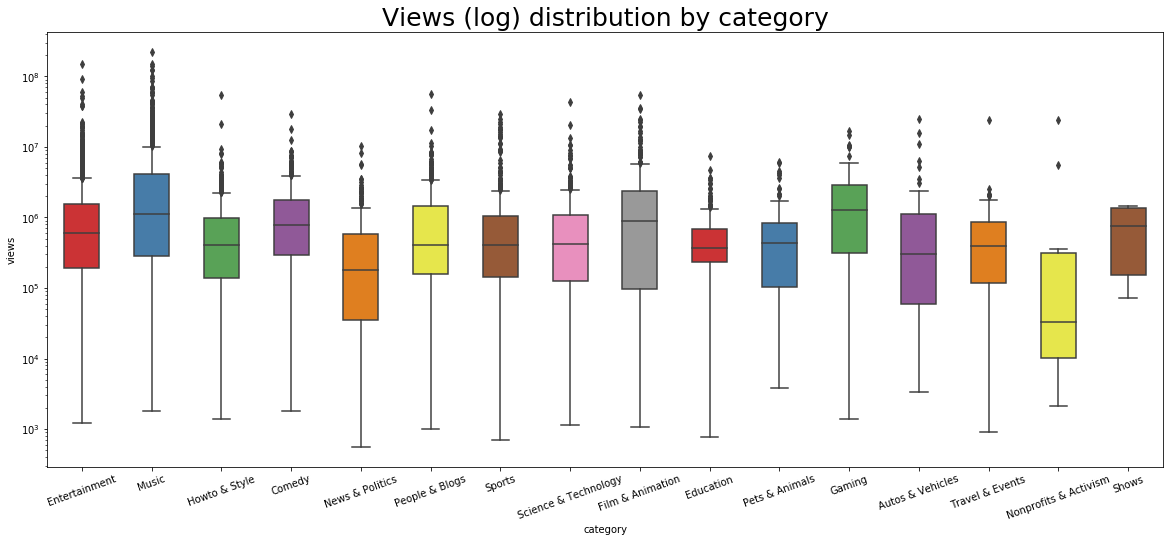 Views (log) distribution by category
views
10^8
10^7
10^6
10^5
10^4
10^3
Entertainment
Music
Howto & Style
Comedy
News & Politics
People & Blogs
Sports
Science & Technology
Film & Animation
Education
Pets & Animals
Gaming
Autos & Vehicles
Travel & Events
Nonprofits & Activism
Shows
category